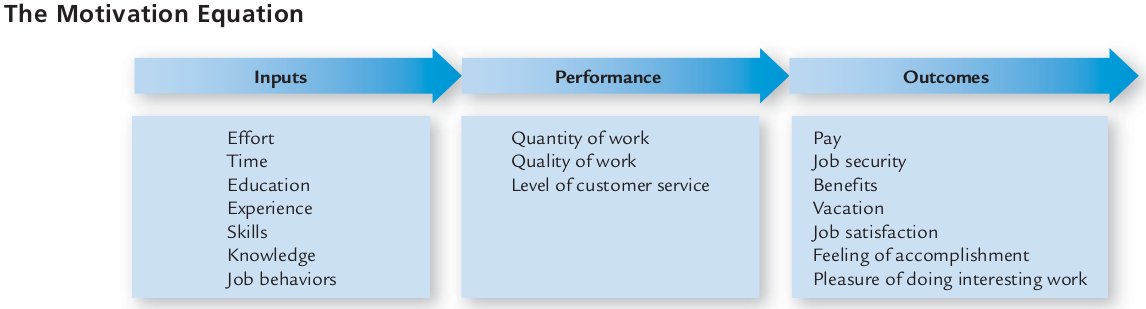 The Motivation Equation
Inputs
Performance
Outcomes
Effort
Time
Education
Experience
Skills
Knowledge
Job behaviors
Quantity of work
Quality of work
Level of customer service
Pay
Job security
Benefits
Vacation
Job satisfaction
Feeling of accomplishment
Pleasure of doing interesting work